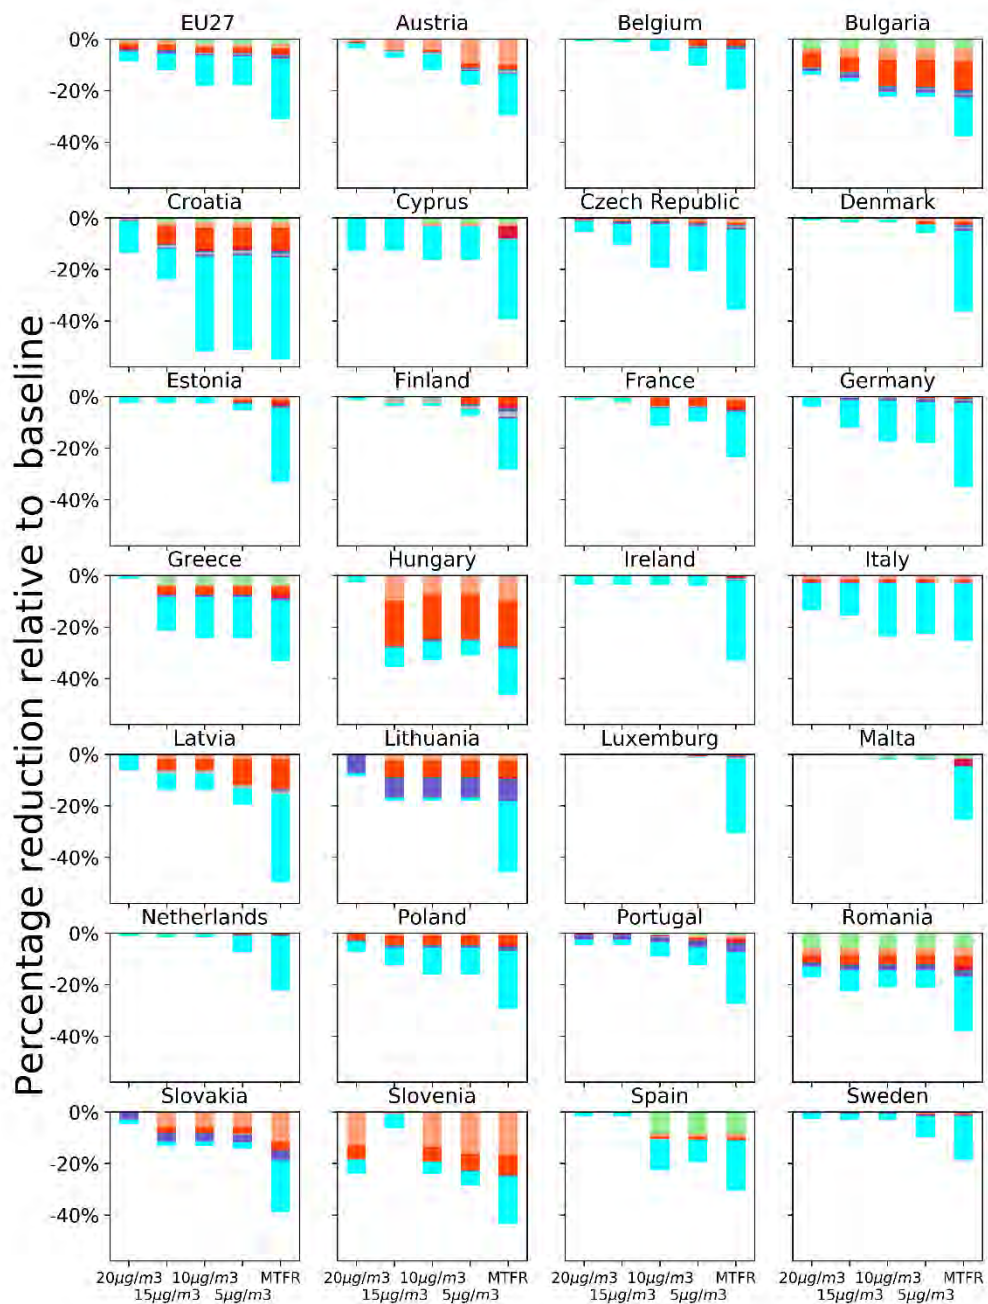 EU27 Austria Belgium Bulgaria
0%
-20%
-40%
Croatia Cyprus Czech Republic Denmark
0%
-20%
-40%
Estonia Finland France Germany
0%
-20%
-40%
Greece Hungary Ireland Italy
0%
-20%
-40%
Latvia Lithuania Luxemburg Malta
0%
-20%
-40%
Netherlands Poland Portugal Romania
0%
-20%
-40%
Slovakia Slovenia Spain Sweden
0%
-20%
-40%
20μg/m3 10μg/m3 MTFR 20μg/m3 10μg/m3 MTFR 20μg/m3 10μg/m3 MTFR 20μg/m3 10μg/m3 MTFR
15μg/m3 5μg/m3 15μg/m3 5μg/m3 15μg/m3 5μg/m3 15μg/m3 5μg/m3
Percentage reduction relative to baseline